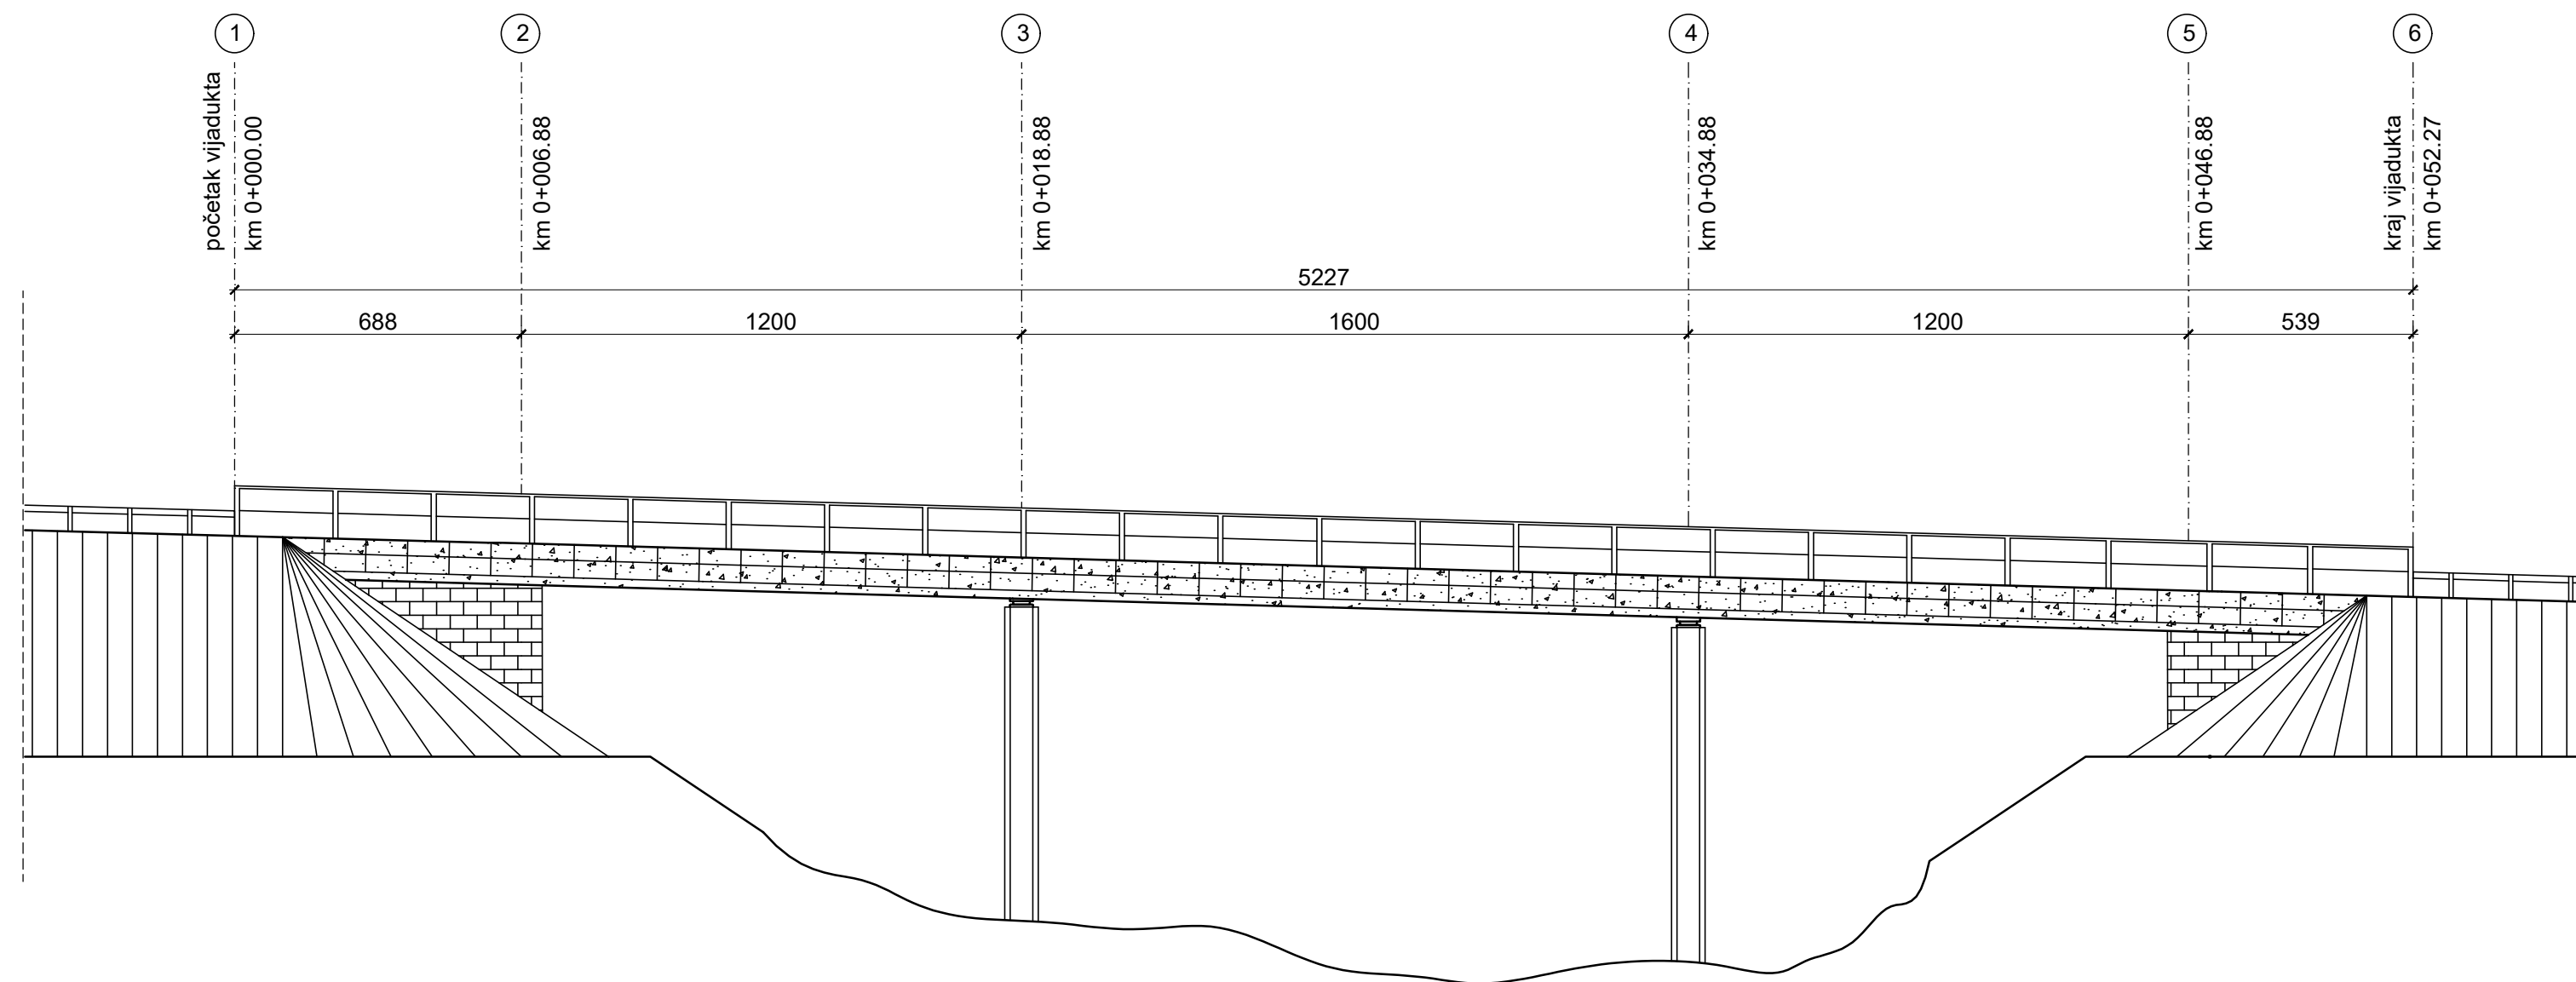 1
2
3
4
5
6
početak vijadukta
km 0+000.00
km 0+006.88
km 0+018.88
km 0+034.88
km 0+046.88
kraj vijadukta
km 0+052.27
5227
688
1200
1600
1200
539